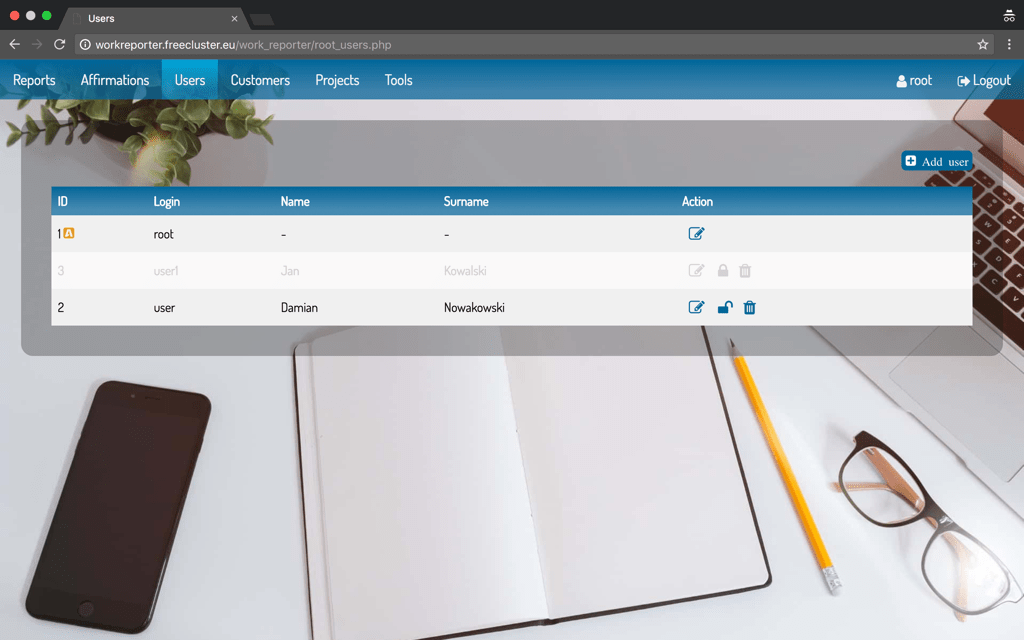 Users
workreporter.freecluster.eu/work_reporter/root_users.php
Reports Affirmations Users Customers Projects Tools root Logout
Add user
ID Login Name Surname Action
1 A root - -
3 user1 Jan Kowalski
2 user Damian Nowakowski